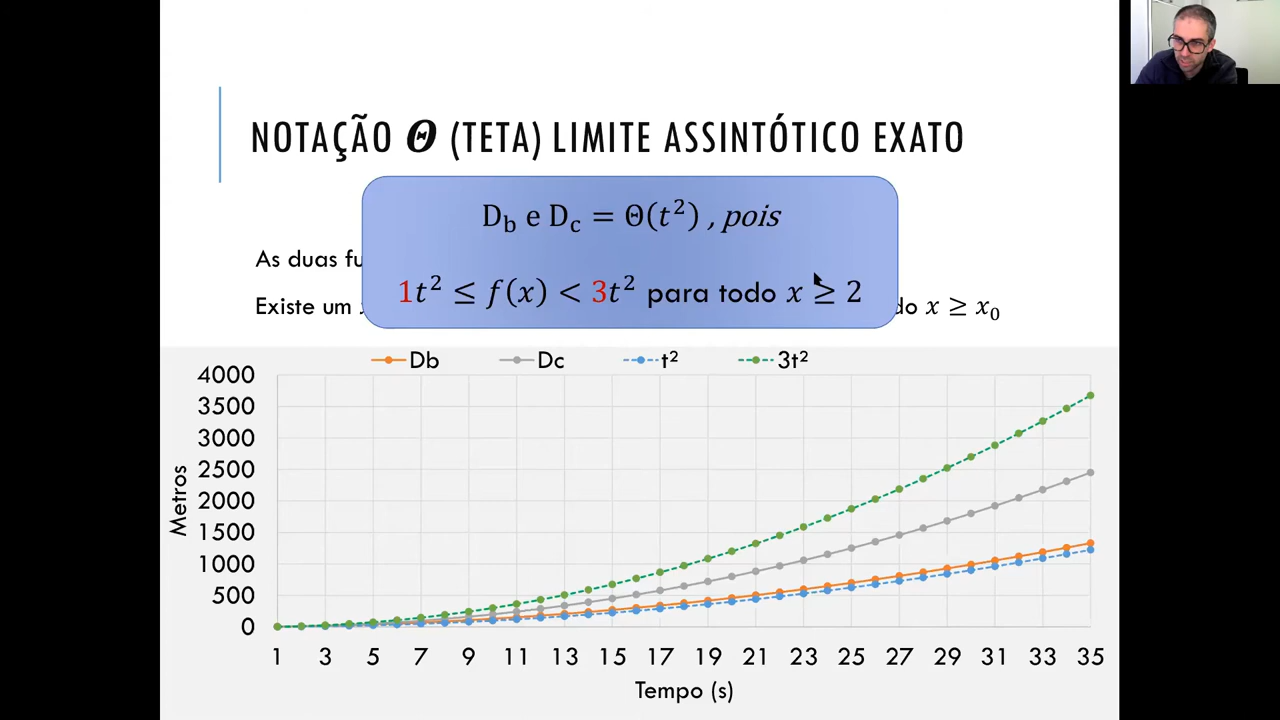 NOTAÇÃO Θ (TETA) LIMITE ASSINTÓTICO EXATO
D_b e D_c = Θ(t²) , pois
As duas fu
1t² ≤ f(x) < 3t² para todo x ≥ 2
Existe um do x ≥ x₀
Db Dc t² 3t²
4000
3500
3000
2500
2000
1500
1000
500
0
Metros
1 3 5 7 9 11 13 15 17 19 21 23 25 27 29 31 33 35
Tempo (s)